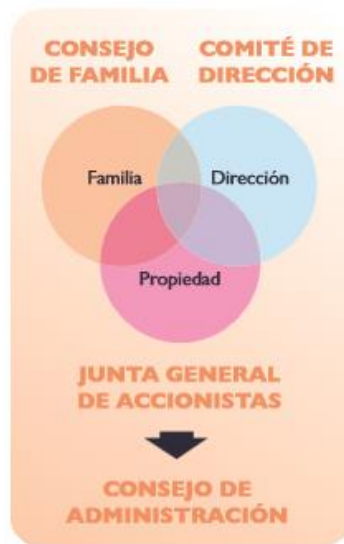 CONSEJO
DE FAMILIA
COMITÉ DE
DIRECCIÓN
Familia
Dirección
Propiedad
JUNTA GENERAL
DE ACCIONISTAS
CONSEJO DE
ADMINISTRACIÓN